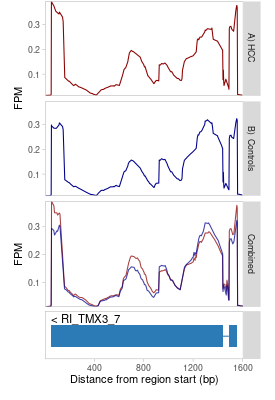 0.3
0.2
0.1
A) HCC
FPM
0.3
0.2
0.1
B) Controls
0.3
0.2
0.1
Combined
FPM
< RI_TMX3_7
400
800
1200
1600
Distance from region start (bp)